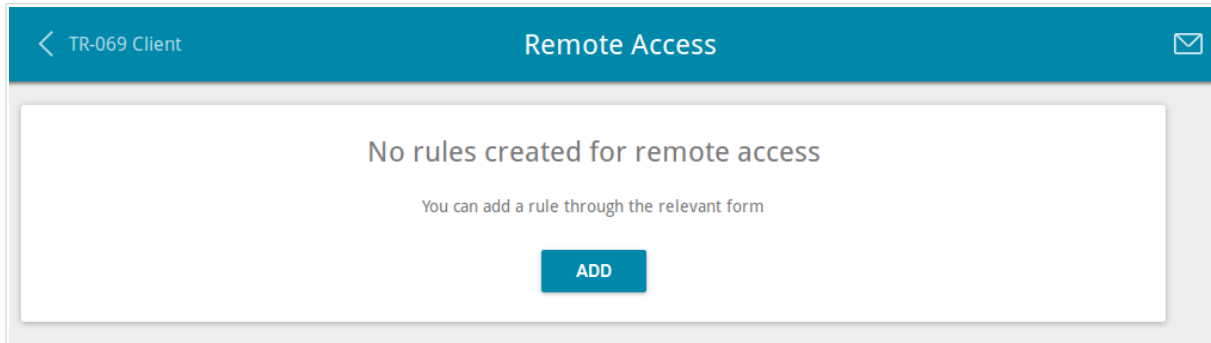 TR-069 Client
Remote Access
No rules created for remote access
You can add a rule through the relevant form
ADD